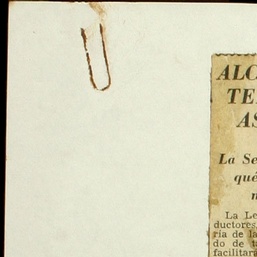 ALC
TE
AS
La Se
qué
n
La Le
ductores,
ría de la
do de t
facilitar